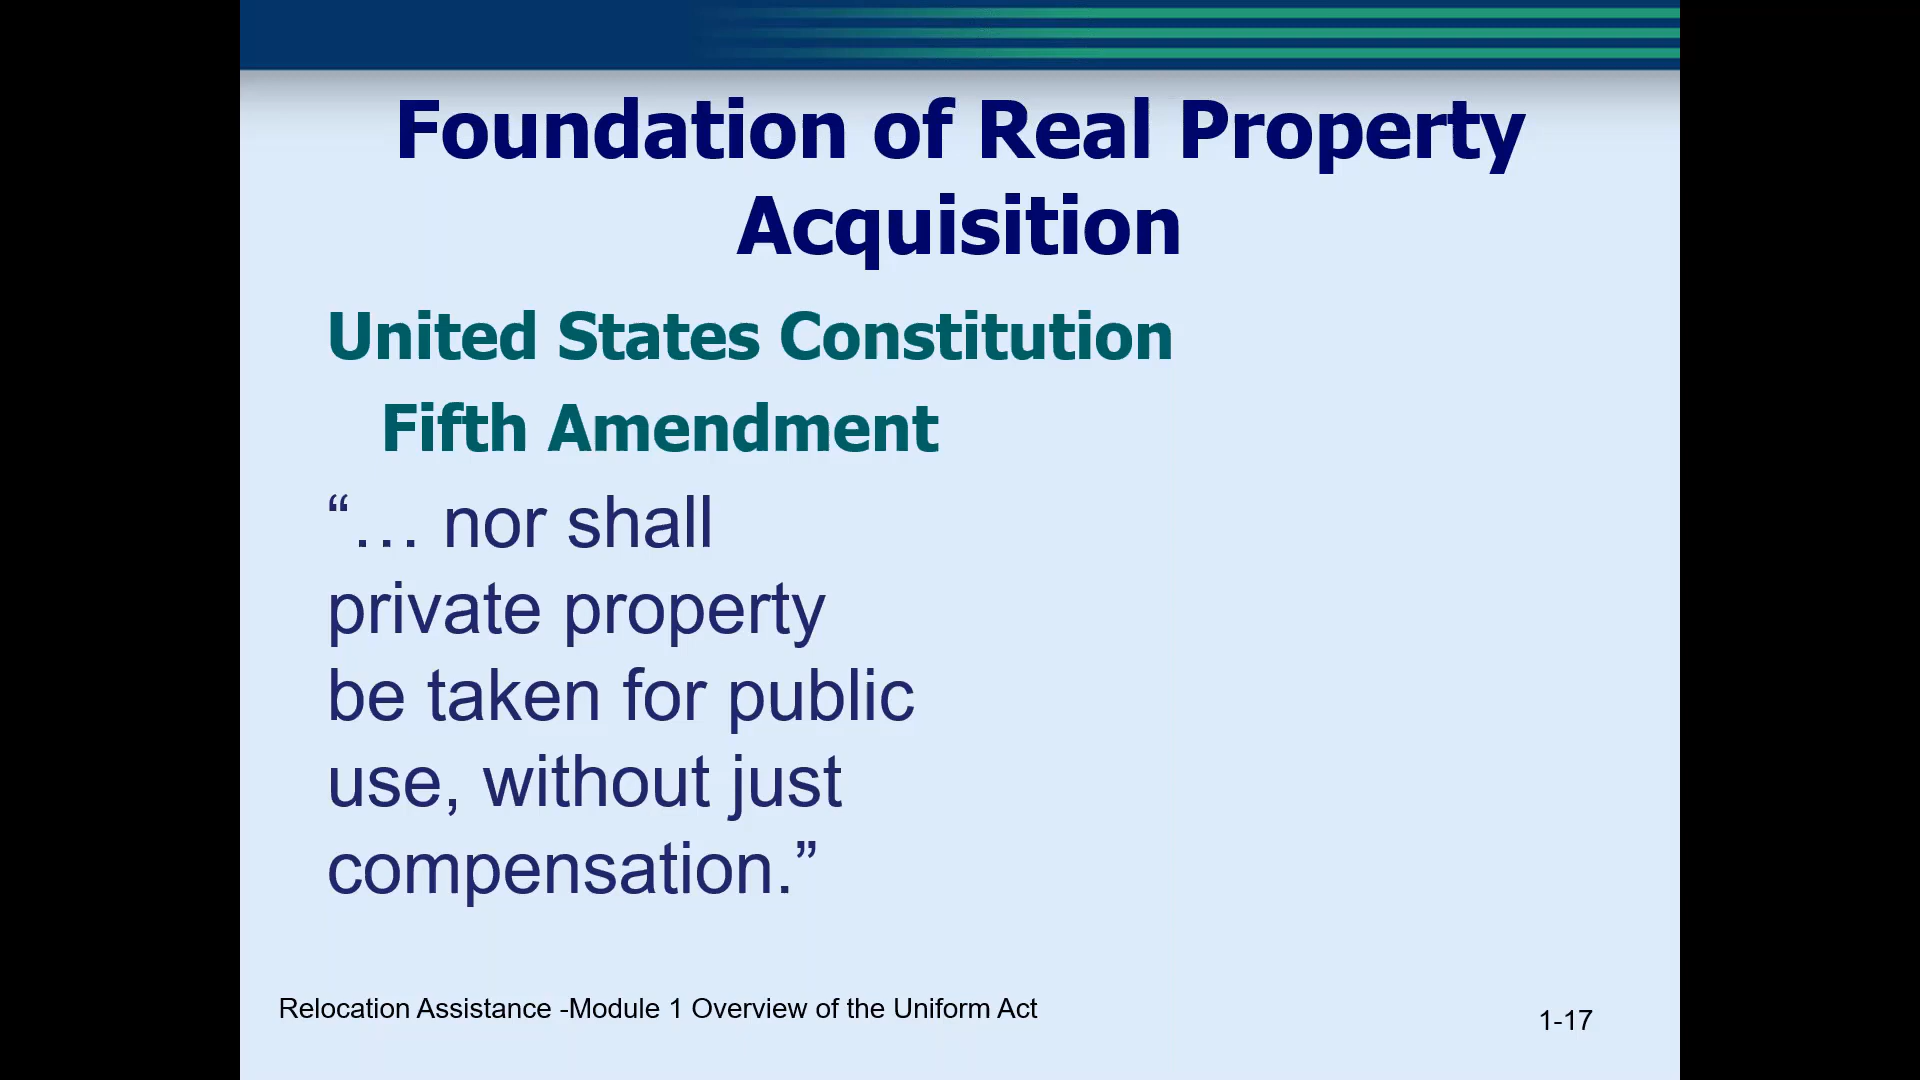 Foundation of Real Property
Acquisition
United States Constitution
Fifth Amendment
“… nor shall
private property
be taken for public
use, without just
compensation.”
Relocation Assistance -Module 1 Overview of the Uniform Act
1-17